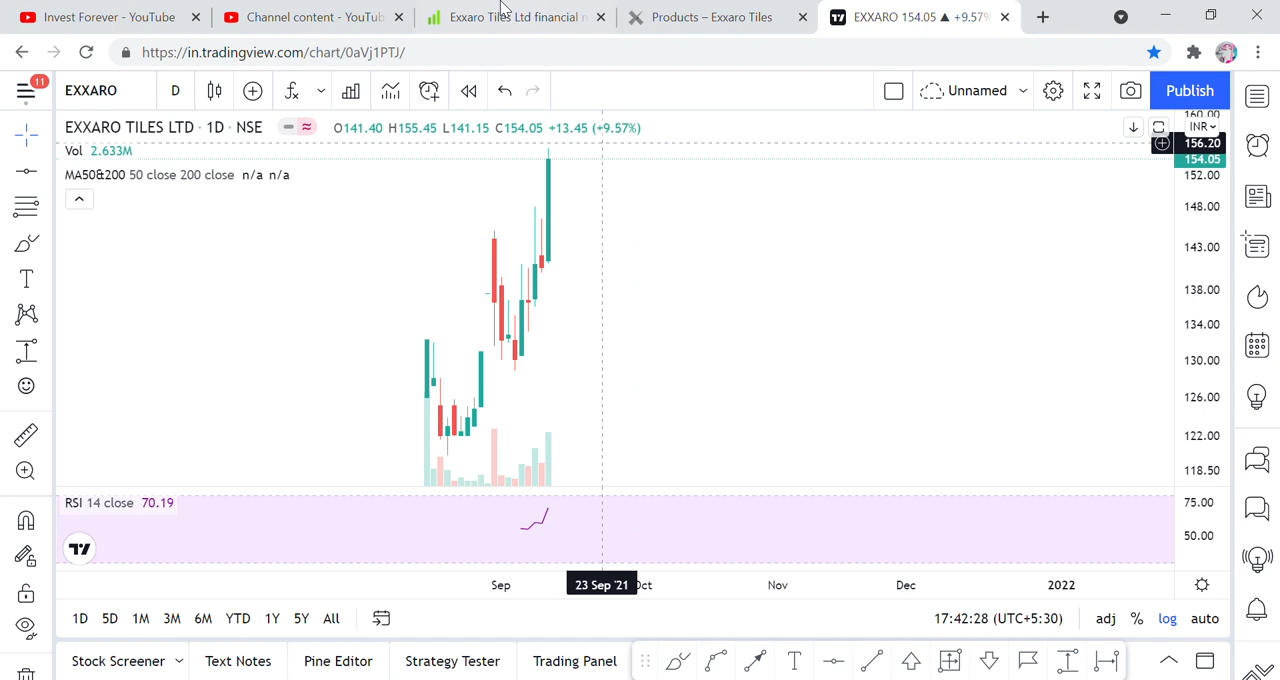 Invest Forever - YouTube
Channel content - YouTub
Exxaro Tiles Ltd financial r
Products – Exxaro Tiles
EXXARO 154.05 ▲ +9.57%
https://in.tradingview.com/chart/0aVj1PTJ/
11
EXXARO
D
Unnamed
Publish
EXXARO TILES LTD · 1D · NSE
O141.40 H155.45 L141.15 C154.05 +13.45 (+9.57%)
Vol 2.633M
MA50&200 50 close 200 close n/a n/a
INR
160.00
156.20
154.05
152.00
148.00
143.00
138.00
134.00
130.00
126.00
122.00
118.50
RSI 14 close 70.19
75.00
50.00
Sep
23 Sep '21
Oct
Nov
Dec
2022
1D 5D 1M 3M 6M YTD 1Y 5Y All
17:42:28 (UTC+5:30)
adj % log auto
Stock Screener
Text Notes
Pine Editor
Strategy Tester
Trading Panel